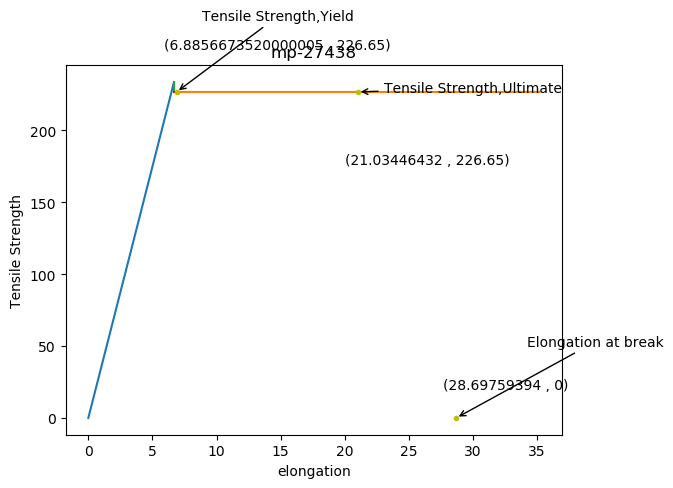 Tensile Strength,Yield
(6.8856673520000005 , 226.65)
mp-27438
Tensile Strength,Ultimate
200
(21.03446432 , 226.65)
150
Tensile Strength
100
Elongation at break
50
(28.69759394 , 0)
0
0 5 10 15 20 25 30 35
elongation